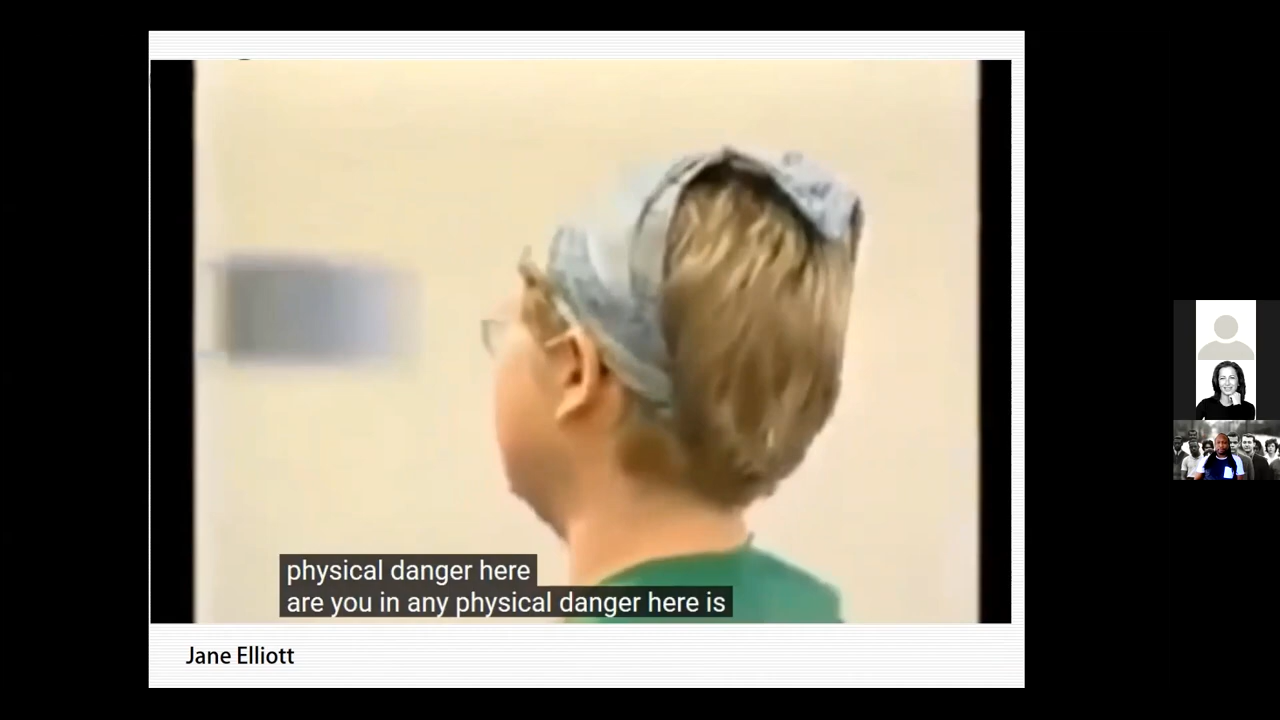 physical danger here
are you in any physical danger here is
Jane Elliott